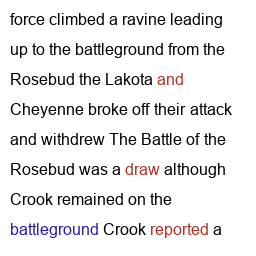 force climbed a ravine leading
up to the battleground from the
Rosebud the Lakota and
Cheyenne broke off their attack
and withdrew The Battle of the
Rosebud was a draw although
Crook remained on the
battleground Crook reported a